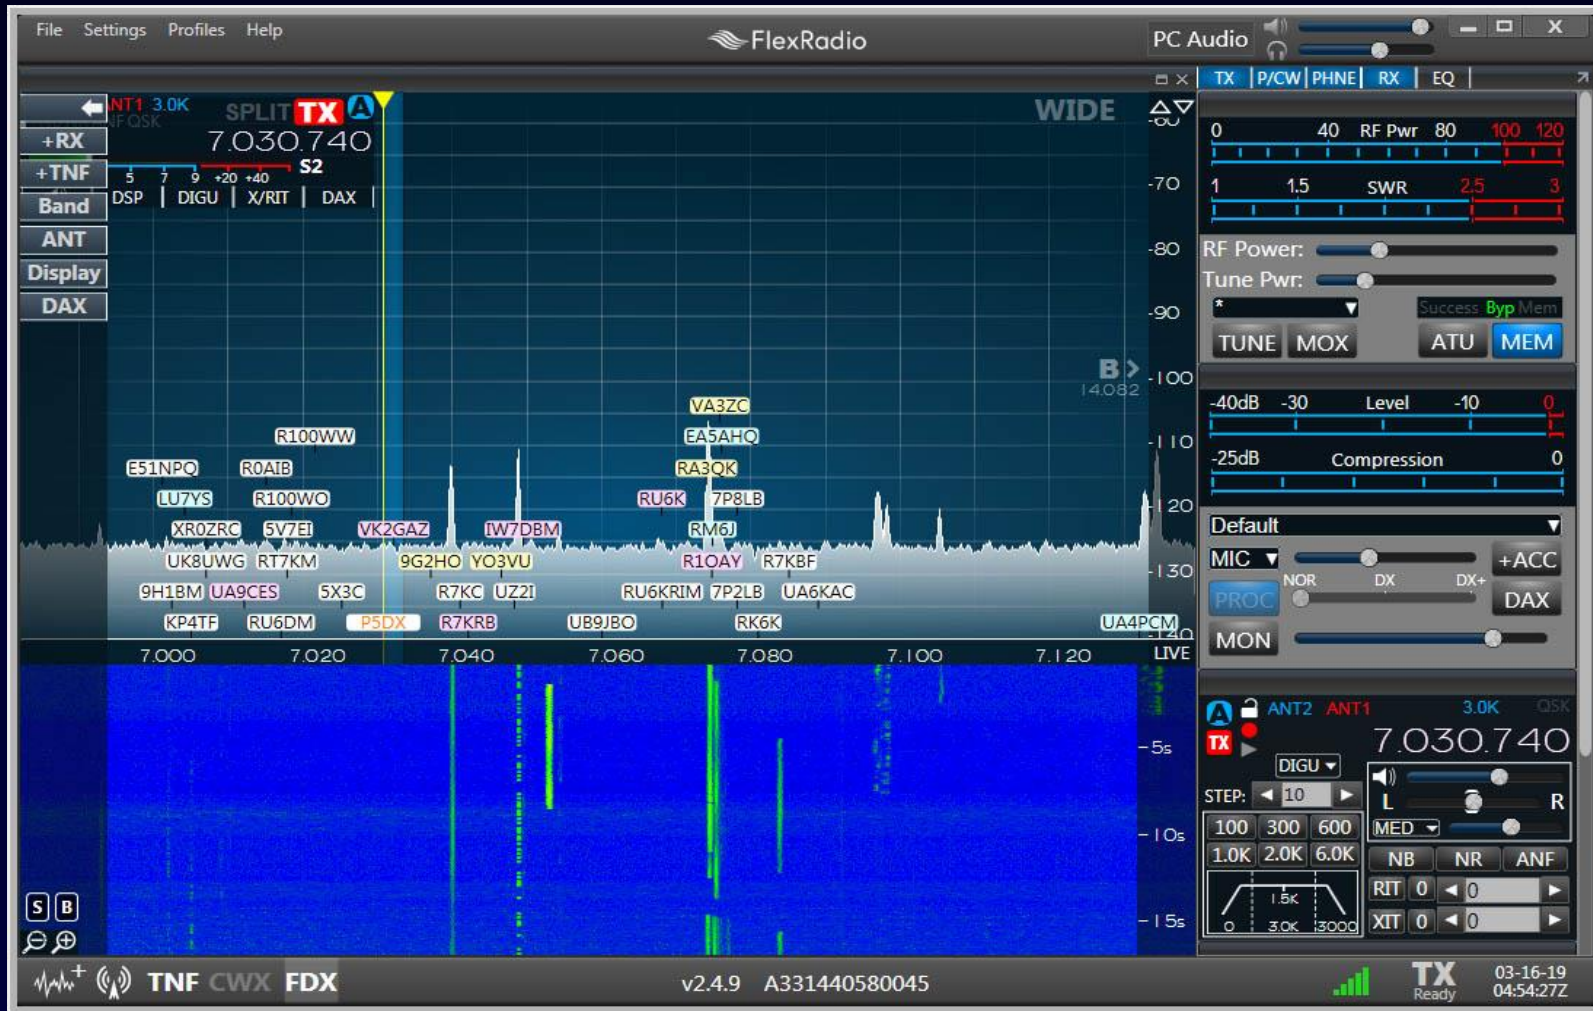 File Settings Profiles Help
FlexRadio
PC Audio
X
TX P/CW PHNE RX EQ
ANT1 3.0K SPLIT TX A
NF QSK
7.030.740
S2
5 7 9 +20 +40
DSP DIGU X/RIT DAX
+RX
+TNF
Band
ANT
Display
DAX
WIDE
-60
-70
-80
-90
-100
-110
-120
-130
-140
B >
14.082
VA3ZC
R100WW EA5AHQ
E51NPQ R0AIB RA3QK
LU7YS R100WO RU6K 7P8LB
XR0ZRC 5V7EI VK2GAZ IW7DBM RM6J
UK8UWG RT7KM 9G2HO YO3VU R1OAY R7KBF
9H1BM UA9CES 5X3C R7KC UZ2I RU6KRIM 7P2LB UA6KAC
KP4TF RU6DM P5DX R7KRB UB9JBO RK6K UA4PCM
7.000 7.020 7.040 7.060 7.080 7.100 7.120 LIVE
-5s
-10s
-15s
S B
0 40 RF Pwr 80 100 120
1 1.5 SWR 2.5 3
RF Power:
Tune Pwr:
*
Success Byp Mem
TUNE MOX ATU MEM
-40dB -30 Level -10 0
-25dB Compression 0
Default
MIC +ACC
NOR DX DX+
PROC DAX
MON
A ANT2 ANT1 3.0K QSK
TX 7.030.740
DIGU
STEP: 10
L R
100 300 600 MED
1.0K 2.0K 6.0K NB NR ANF
1.5K RIT 0 0
0 3.0K 3000 XIT 0 0
TNF CWX FDX
v2.4.9 A331440580045
TX
Ready
03-16-19
04:54:27Z